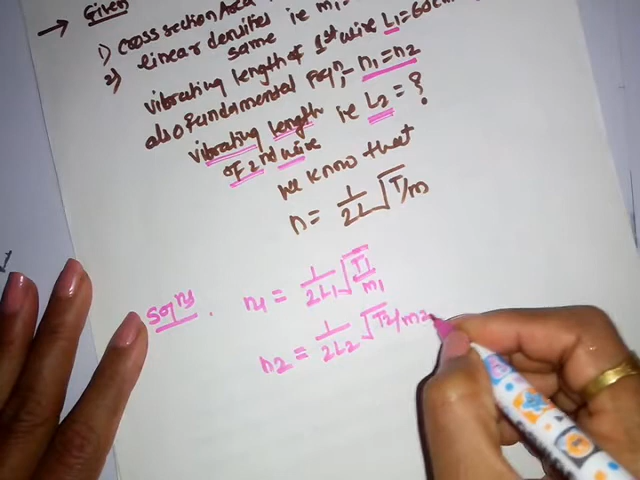 → Given
1) cross section Area
2) linear densities ie m1
same
vibrating length of 1st wire L1=60cm
also fundamental freqn, n1=n2
vibrating length ie L2=?
of 2nd wire
we know that
n = 1/2L √T/m
Soln. n1 = 1/2L1 √T1/m1
n2 = 1/2L2 √T2/m2